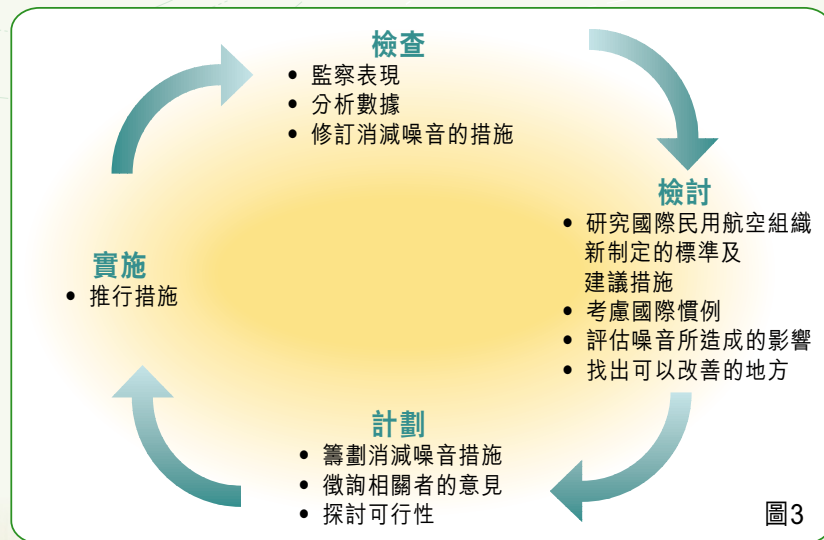 檢查
• 監察表現
• 分析數據
• 修訂消減噪音的措施
檢討
• 研究國際民用航空組織
新制定的標準及
建議措施
• 考慮國際慣例
• 評估噪音所造成的影響
• 找出可以改善的地方
計劃
• 籌劃消減噪音措施
• 徵詢相關者的意見
• 探討可行性
實施
• 推行措施
圖3